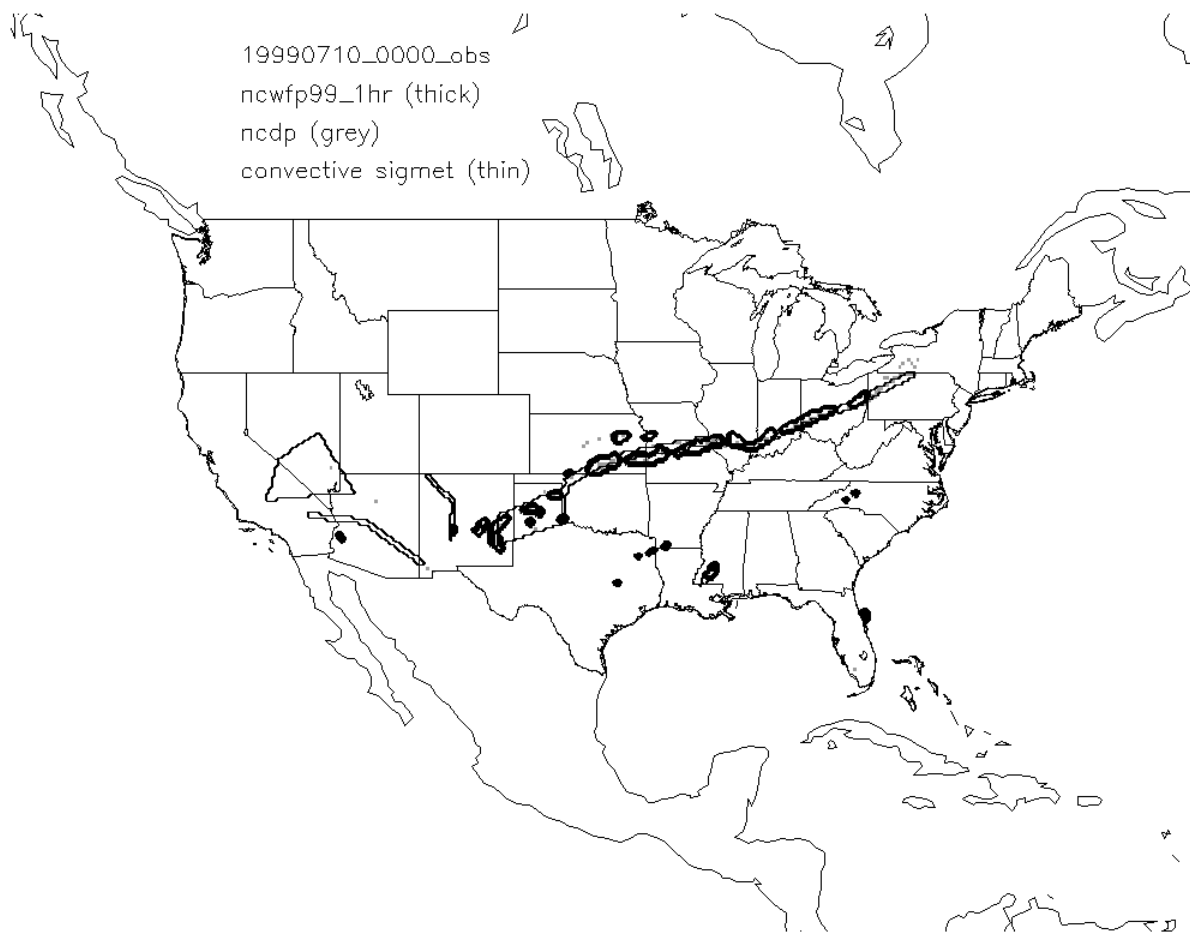 19990710_0000_obs
ncwfp99_1hr (thick)
ncdp (grey)
convective sigmet (thin)